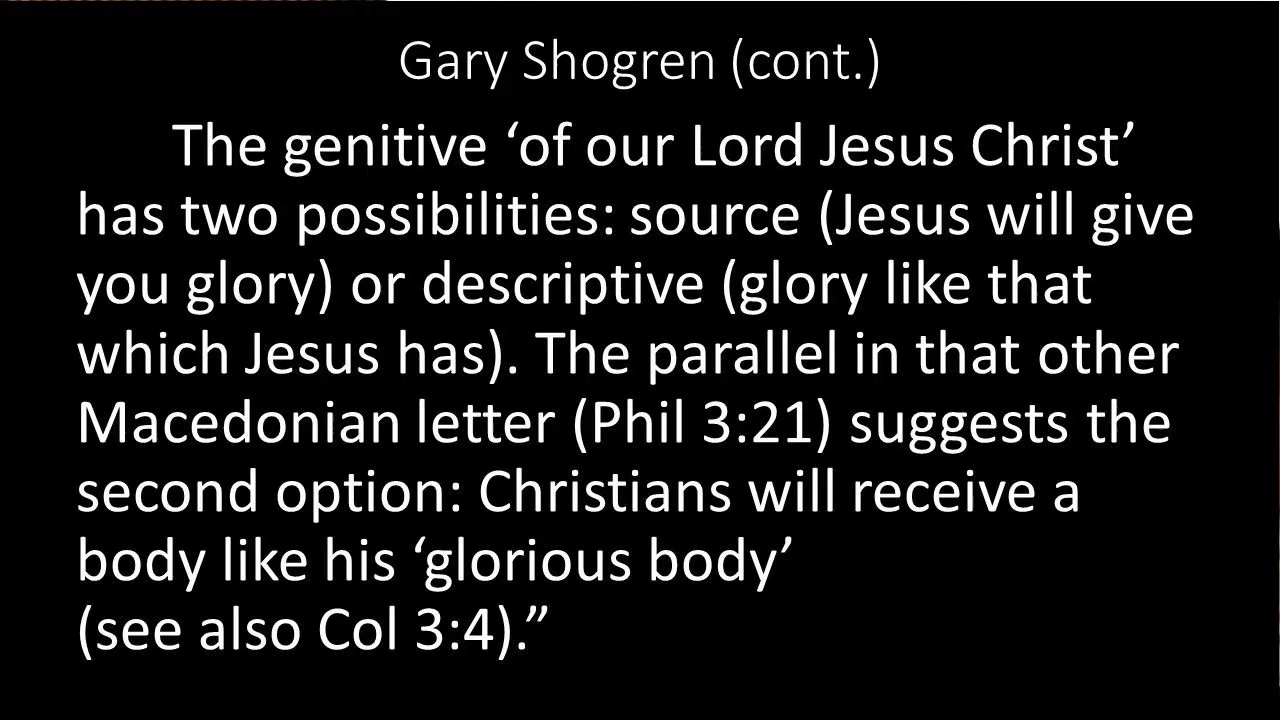 Gary Shogren (cont.)
The genitive ‘of our Lord Jesus Christ’
has two possibilities: source (Jesus will give
you glory) or descriptive (glory like that
which Jesus has). The parallel in that other
Macedonian letter (Phil 3:21) suggests the
second option: Christians will receive a
body like his ‘glorious body’
(see also Col 3:4).”